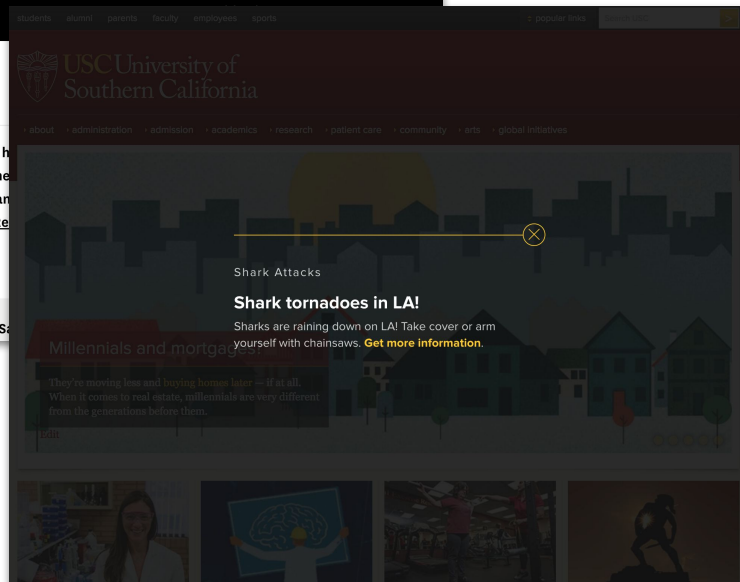 students alumni parents faculty employees sports popular links
USC University of
Southern California
about administration admission academics research patient care community arts global initiatives
Shark Attacks
Shark tornadoes in LA!
Sharks are raining down on LA! Take cover or arm
yourself with chainsaws. Get more information.
Millennials and mortgages?
They're moving less and buying homes later — if at all.
When it comes to real estate, millennials are very different
from the generations before them.
Edit